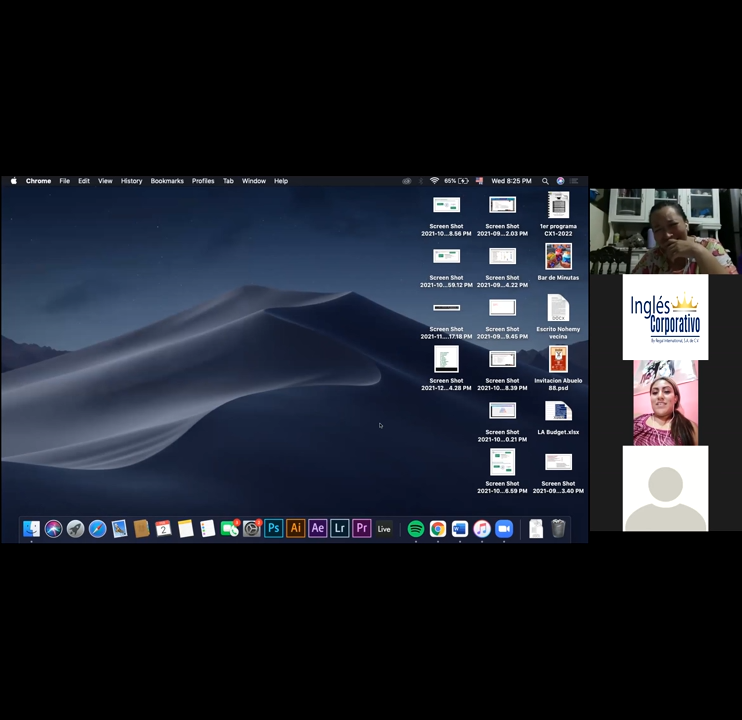 Chrome File Edit View History Bookmarks Profiles Tab Window Help
65% Wed 8:25 PM
Screen Shot
2021-10...8.56 PM
Screen Shot
2021-09...2.03 PM
1er programa
CX1-2022
Screen Shot
2021-10...59.12 PM
Screen Shot
2021-09...4.22 PM
Bar de Minutas
Screen Shot
2021-11....17.18 PM
Screen Shot
2021-09...9.45 PM
DOCX
Escrito Nohemy
vecina
Screen Shot
2021-12...4.28 PM
Screen Shot
2021-10...8.39 PM
Invitacion Abuelo
88.psd
Screen Shot
2021-10...0.21 PM
LA Budget.xlsx
Screen Shot
2021-10...6.59 PM
Screen Shot
2021-09...3.40 PM
2
Ps Ai Ae Lr Pr Live
Inglés
Corporativo